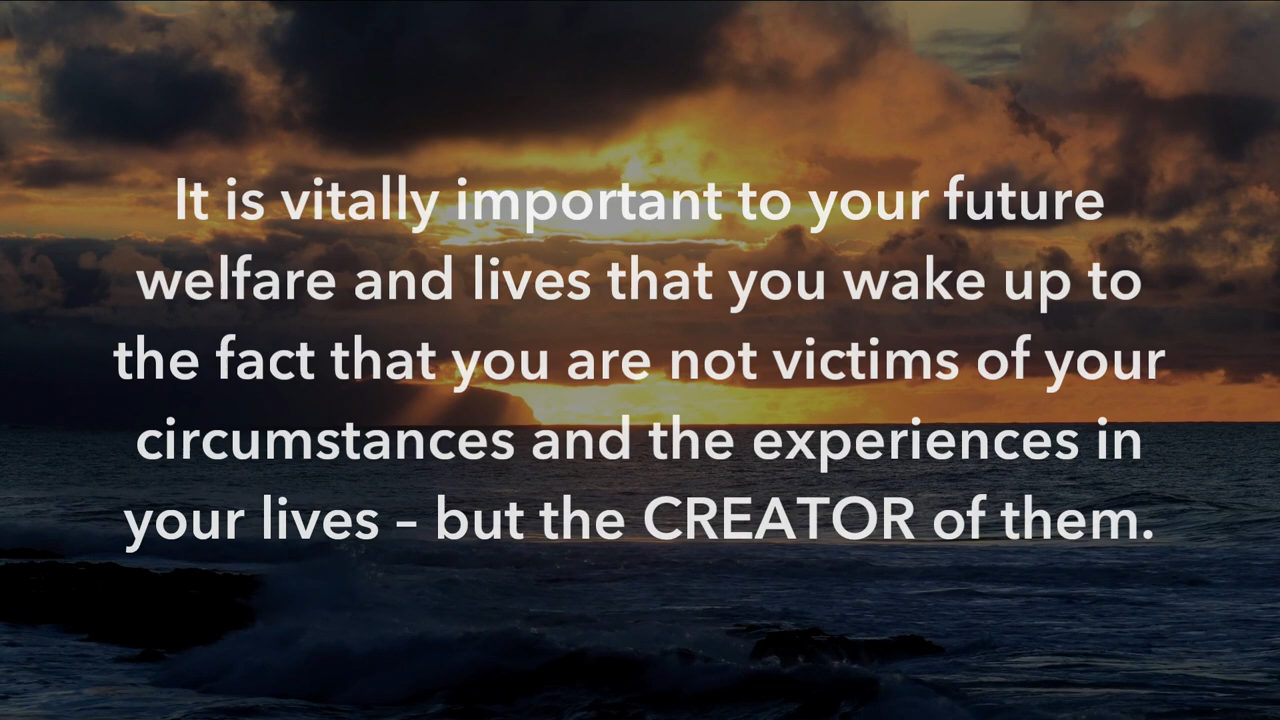 It is vitally important to your future
welfare and lives that you wake up to
the fact that you are not victims of your
circumstances and the experiences in
your lives – but the CREATOR of them.